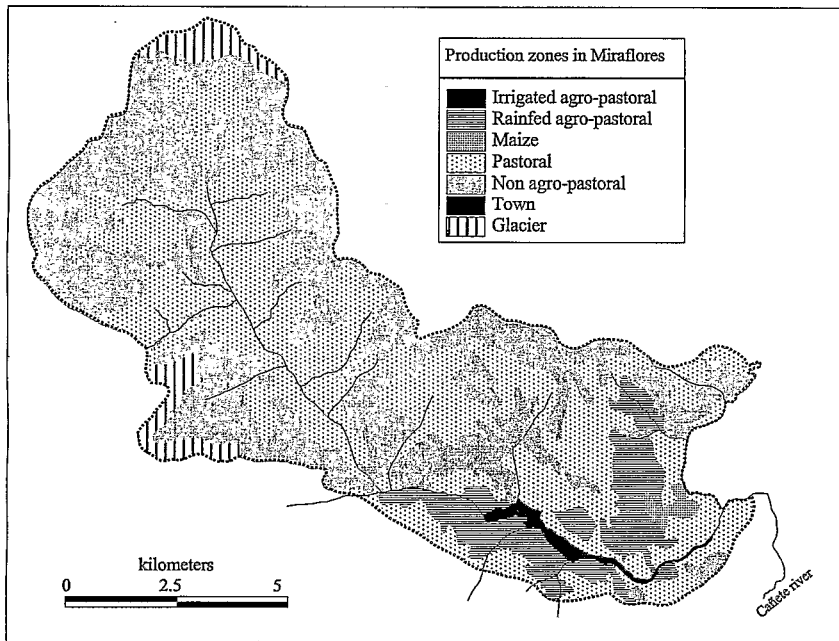 Production zones in Miraflores
Irrigated agro-pastoral
Rainfed agro-pastoral
Maize
Pastoral
Non agro-pastoral
Town
Glacier
kilometers
0 2.5 5
Cañete river